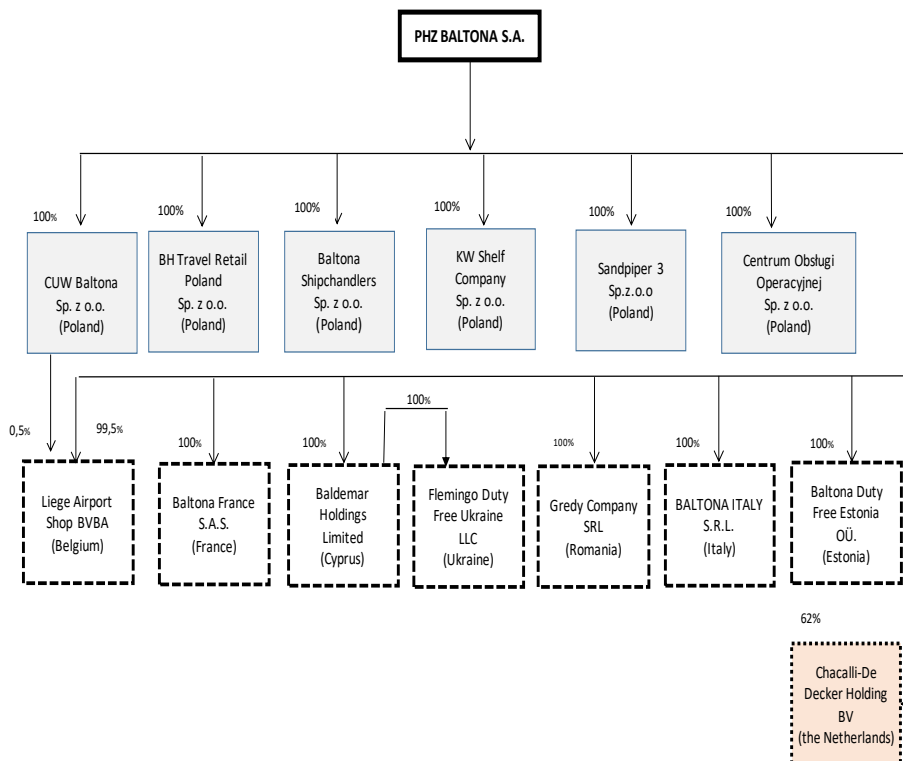 PHZ BALTONA S.A.
100%
100%
100%
100%
100%
100%
CUW Baltona
Sp. z o.o.
(Poland)
BH Travel Retail
Poland
Sp. z o.o.
(Poland)
Baltona
Shipchandlers
Sp. z o.o.
(Poland)
KW Shelf
Company
Sp. z o.o.
(Poland)
Sandpiper 3
Sp.z.o.o
(Poland)
Centrum Obsługi
Operacyjnej
Sp. z o.o.
(Poland)
0,5%
99,5%
100%
100%
100%
100%
100%
100%
Liege Airport
Shop BVBA
(Belgium)
Baltona France
S.A.S.
(France)
Baldemar
Holdings
Limited
(Cyprus)
Flemingo Duty
Free Ukraine
LLC
(Ukraine)
Gredy Company
SRL
(Romania)
BALTONA ITALY
S.R.L.
(Italy)
Baltona Duty
Free Estonia
OÜ.
(Estonia)
62%
Chacalli-De
Decker Holding
BV
(the Netherlands)